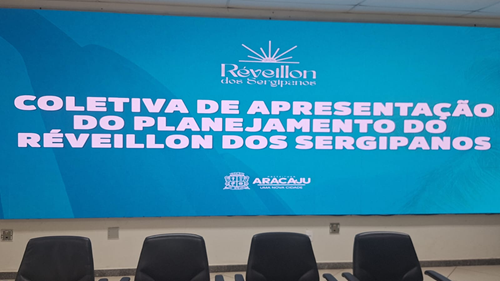 Réveillon
dos Sergipanos
COLETIVA DE APRESENTAÇÃO
DO PLANEJAMENTO DO
RÉVEILLON DOS SERGIPANOS
ARACAJU